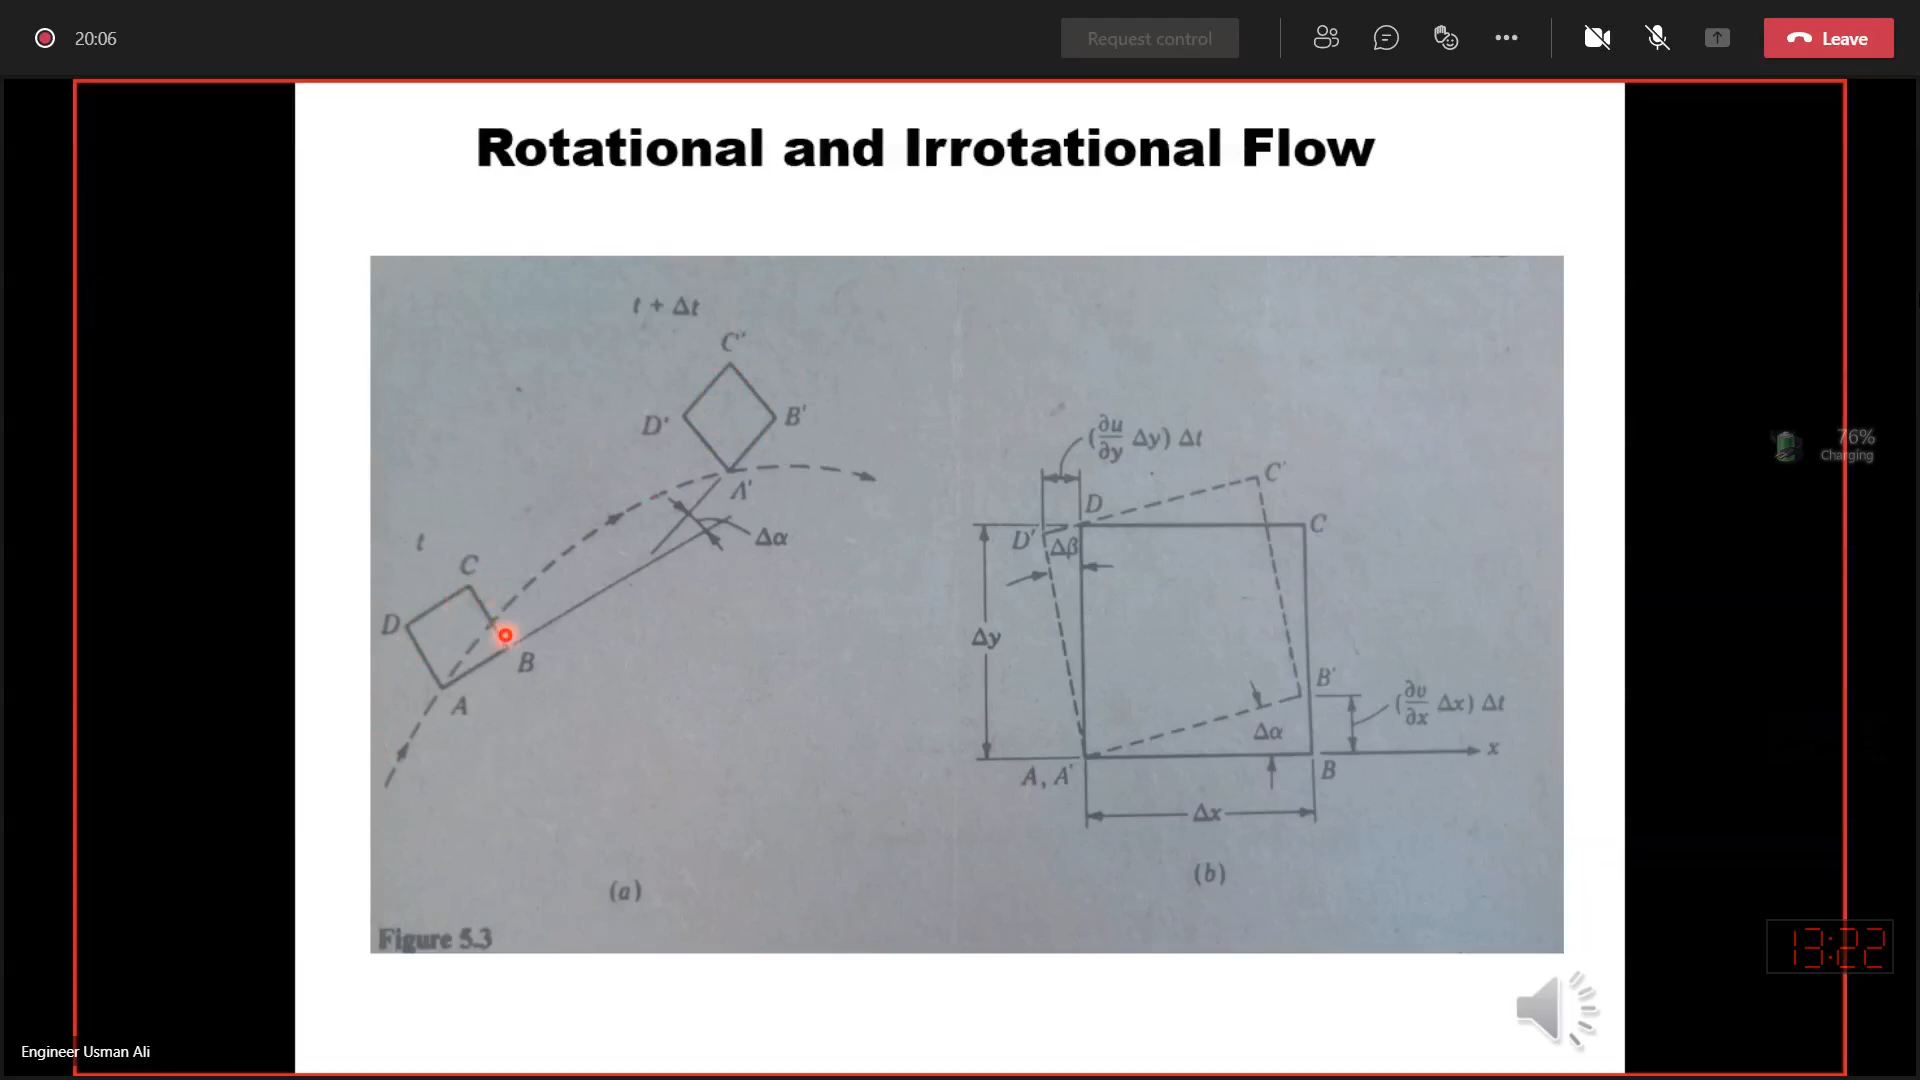 20:06
Request control
Leave
Rotational and Irrotational Flow
t + Δt
C'
D'
B'
A'
Δα
t
C
D
B
A
(a)
Figure 5.3
(∂u/∂y Δy) Δt
C'
D
C
D'
Δβ
Δy
B'
(∂v/∂x Δx) Δt
Δα
x
A, A'
B
Δx
(b)
76%
Charging
13:22
Engineer Usman Ali